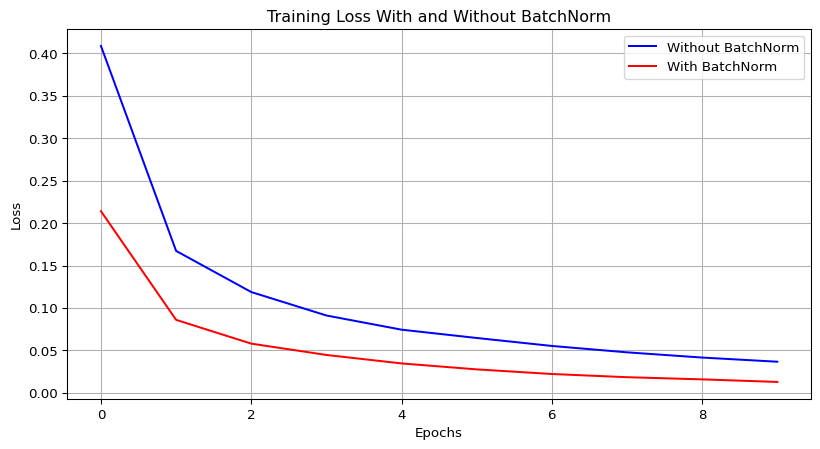 Training Loss With and Without BatchNorm
Without BatchNorm
With BatchNorm
0.40
0.35
0.30
0.25
0.20
0.15
0.10
0.05
0.00
Loss
0 2 4 6 8
Epochs